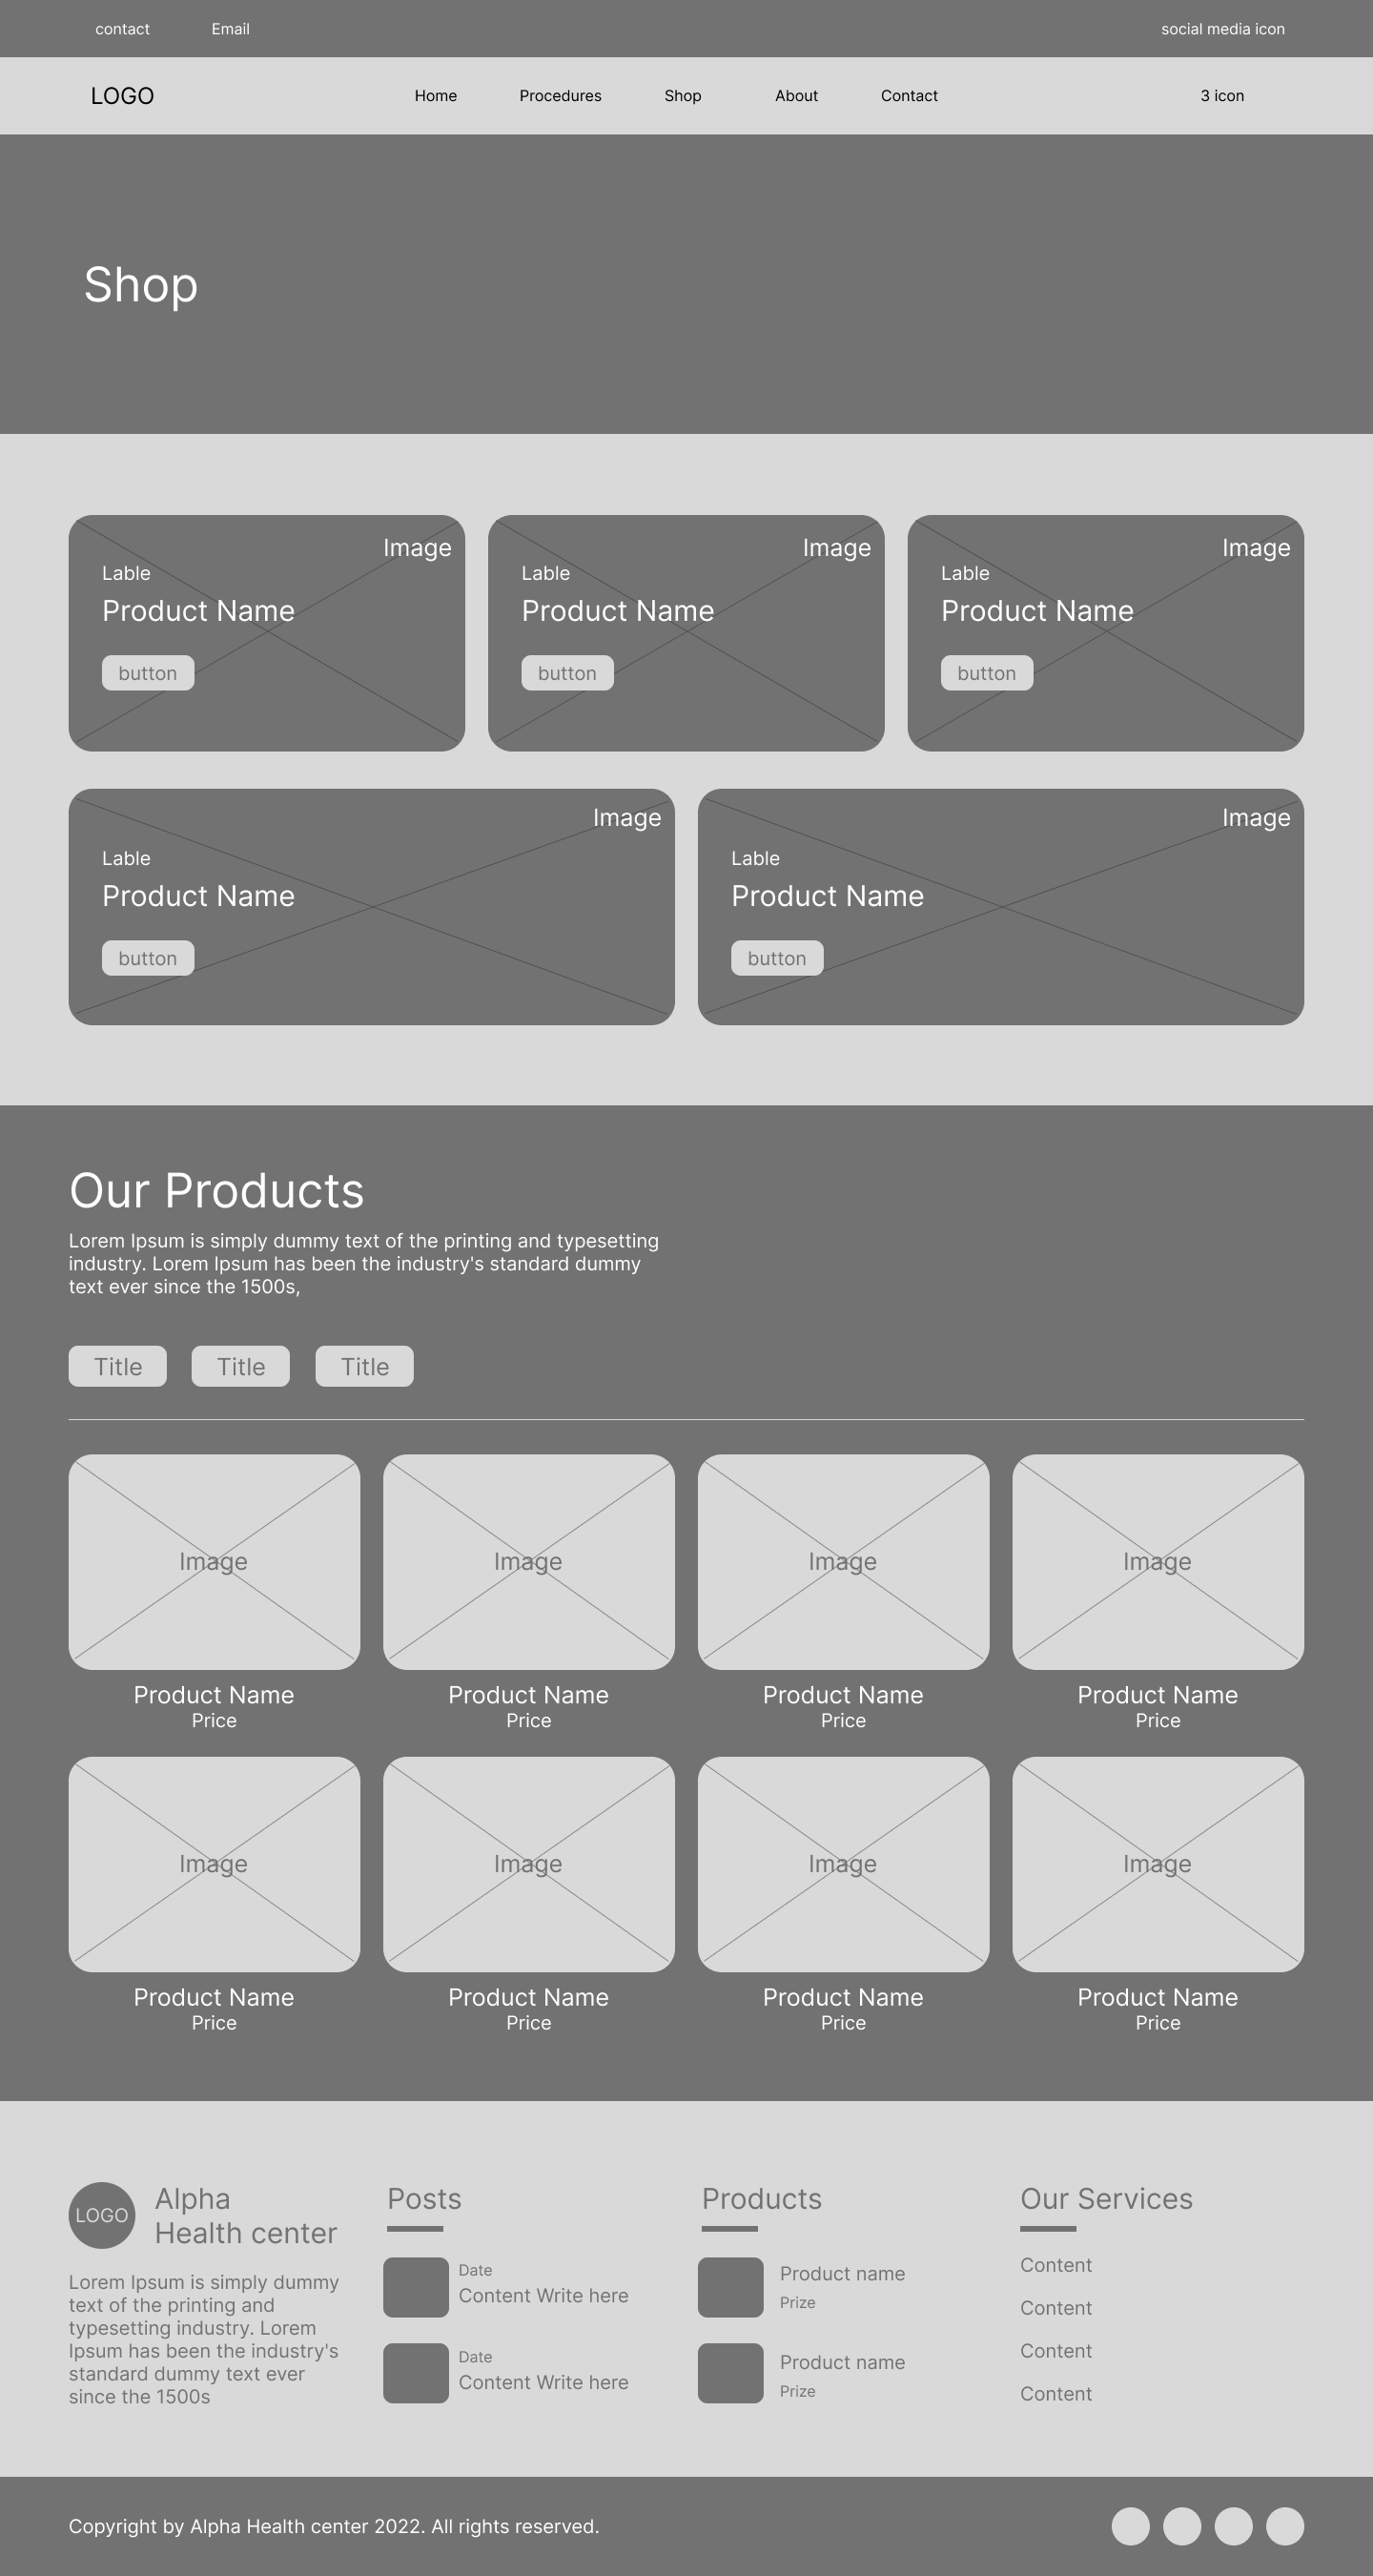 contact Email social media icon
LOGO Home Procedures Shop About Contact 3 icon
Shop
Image
Lable
Product Name
button
Image
Lable
Product Name
button
Image
Lable
Product Name
button
Image
Lable
Product Name
button
Image
Lable
Product Name
button
Our Products
Lorem Ipsum is simply dummy text of the printing and typesetting
industry. Lorem Ipsum has been the industry's standard dummy
text ever since the 1500s,
Title Title Title
Image Image Image Image
Product Name Product Name Product Name Product Name
Price Price Price Price
Image Image Image Image
Product Name Product Name Product Name Product Name
Price Price Price Price
LOGO
Alpha
Health center
Lorem Ipsum is simply dummy
text of the printing and
typesetting industry. Lorem
Ipsum has been the industry's
standard dummy text ever
since the 1500s
Posts
Date
Content Write here
Date
Content Write here
Products
Product name
Prize
Product name
Prize
Our Services
Content
Content
Content
Content
Copyright by Alpha Health center 2022. All rights reserved.